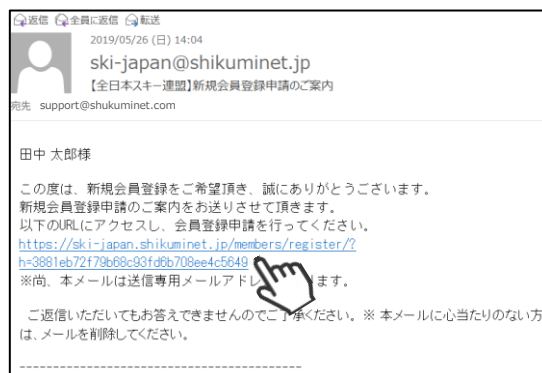 返信 全員に返信 転送
2019/05/26 (日) 14:04
ski-japan@shikuminet.jp
【全日本スキー連盟】新規会員登録申請のご案内
宛先 support@shukuminet.com
田中 太郎様
この度は、新規会員登録をご希望頂き、誠にありがとうございます。
新規会員登録申請のご案内をお送りさせて頂きます。
以下のURLにアクセスし、会員登録申請を行ってください。
https://ski-japan.shikuminet.jp/members/register/?
h=3881eb72f79b68c93fd6b708ee4c5649
※尚、本メールは送信専用メールアドレ ります。
ご返信いただいてもお答えできませんのでご了承ください。※ 本メールに心当たりのない方
は、メールを削除してください。
------------------------------------------